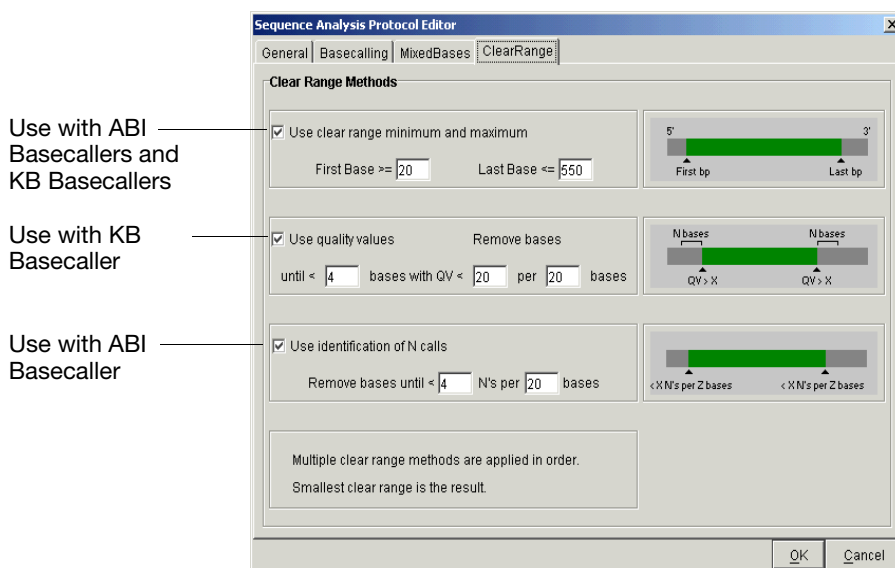 Sequence Analysis Protocol Editor
General Basecalling MixedBases ClearRange
Clear Range Methods
Use with ABI
Basecallers and
KB Basecallers
Use clear range minimum and maximum
First Base >= 20 Last Base <= 550
5' 3'
First bp Last bp
Use with KB
Basecaller
Use quality values Remove bases
until < 4 bases with QV < 20 per 20 bases
N bases N bases
QV > X QV > X
Use with ABI
Basecaller
Use identification of N calls
Remove bases until < 4 N's per 20 bases
< X N's per Z bases < X N's per Z bases
Multiple clear range methods are applied in order.
Smallest clear range is the result.
OK Cancel